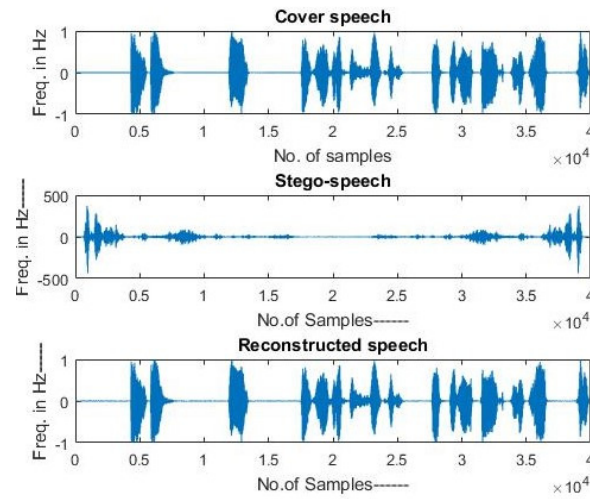 Cover speech
1
0
-1
Freq. in Hz
0 0.5 1 1.5 2 2.5 3 3.5 4
No. of samples
×10^4
Stego-speech
500
0
-500
Freq. in Hz-----
0 0.5 1 1.5 2 2.5 3 3.5 4
No.of Samples------
×10^4
Reconstructed speech
1
0
-1
Freq. in Hz-----
0 0.5 1 1.5 2 2.5 3 3.5 4
No.of Samples------
×10^4